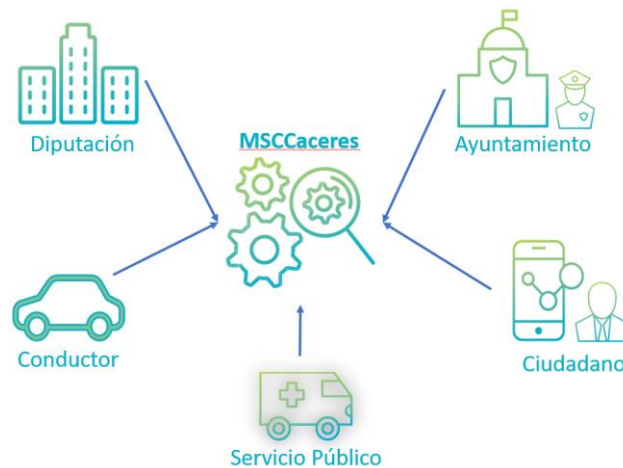 Diputación
MSCCaceres
Ayuntamiento
Conductor
Ciudadano
Servicio Público